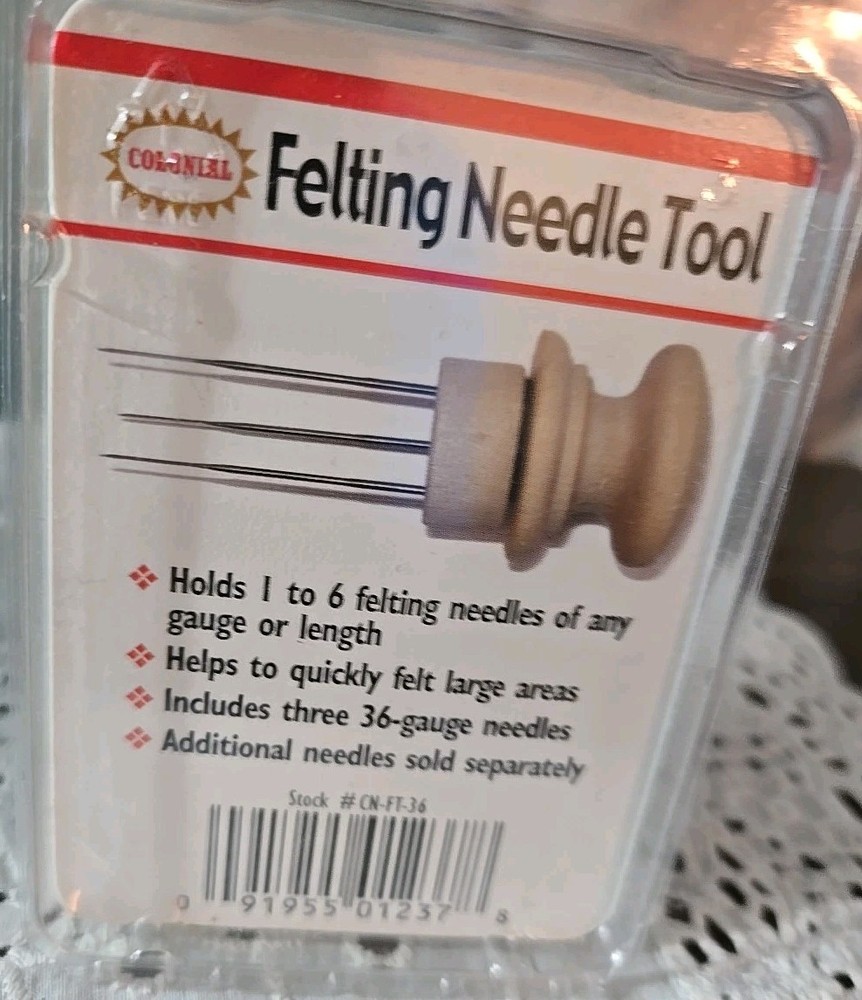 COLONIAL
Felting Needle Tool
❖ Holds 1 to 6 felting needles of any
gauge or length
❖ Helps to quickly felt large areas
❖ Includes three 36-gauge needles
❖ Additional needles sold separately
Stock # CN-FT-36
0 91955 01237 8